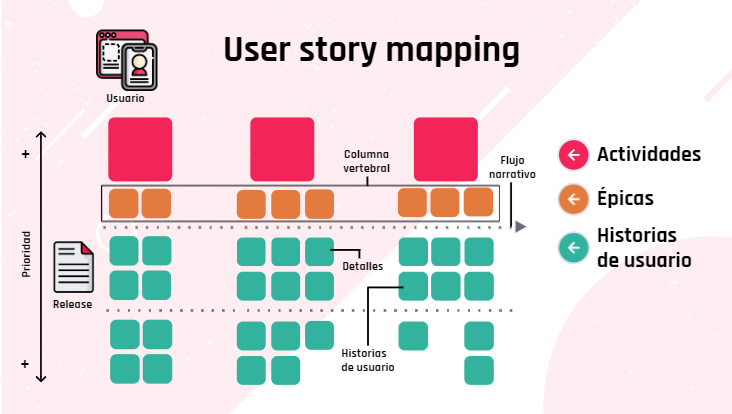 User story mapping
Usuario
Columna
vertebral
Flujo
narrativo
+
Prioridad
+
Release
Detalles
Historias
de usuario
Actividades
Épicas
Historias
de usuario